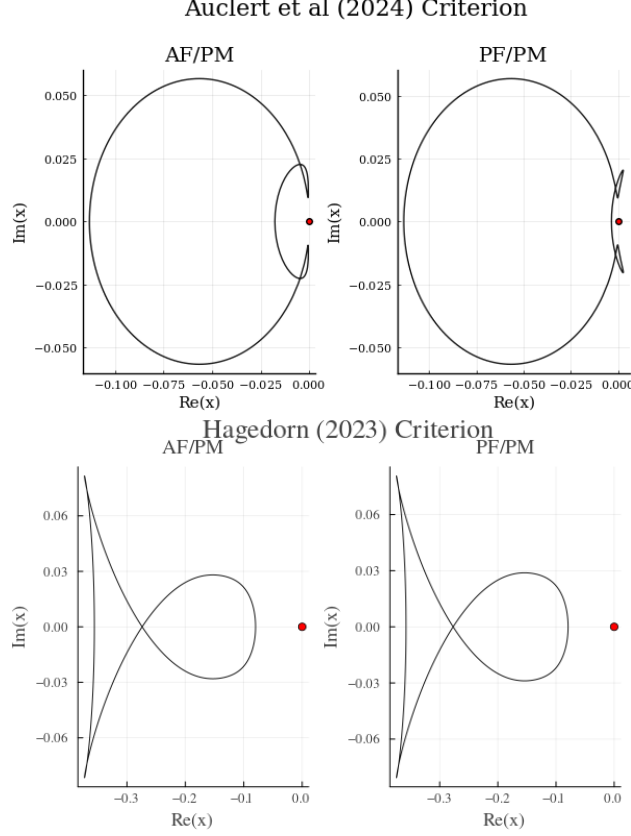 Auclert et al (2024) Criterion
AF/PM
PF/PM
0.050
0.025
0.000
−0.025
−0.050
Im(x)
−0.100 −0.075 −0.050 −0.025 0.000
Re(x)
0.050
0.025
0.000
−0.025
−0.050
Im(x)
−0.100 −0.075 −0.050 −0.025 0.000
Re(x)
Hagedorn (2023) Criterion
AF/PM
PF/PM
0.06
0.03
0.00
−0.03
−0.06
Im(x)
−0.3 −0.2 −0.1 0.0
Re(x)
0.06
0.03
0.00
−0.03
−0.06
Im(x)
−0.3 −0.2 −0.1 0.0
Re(x)